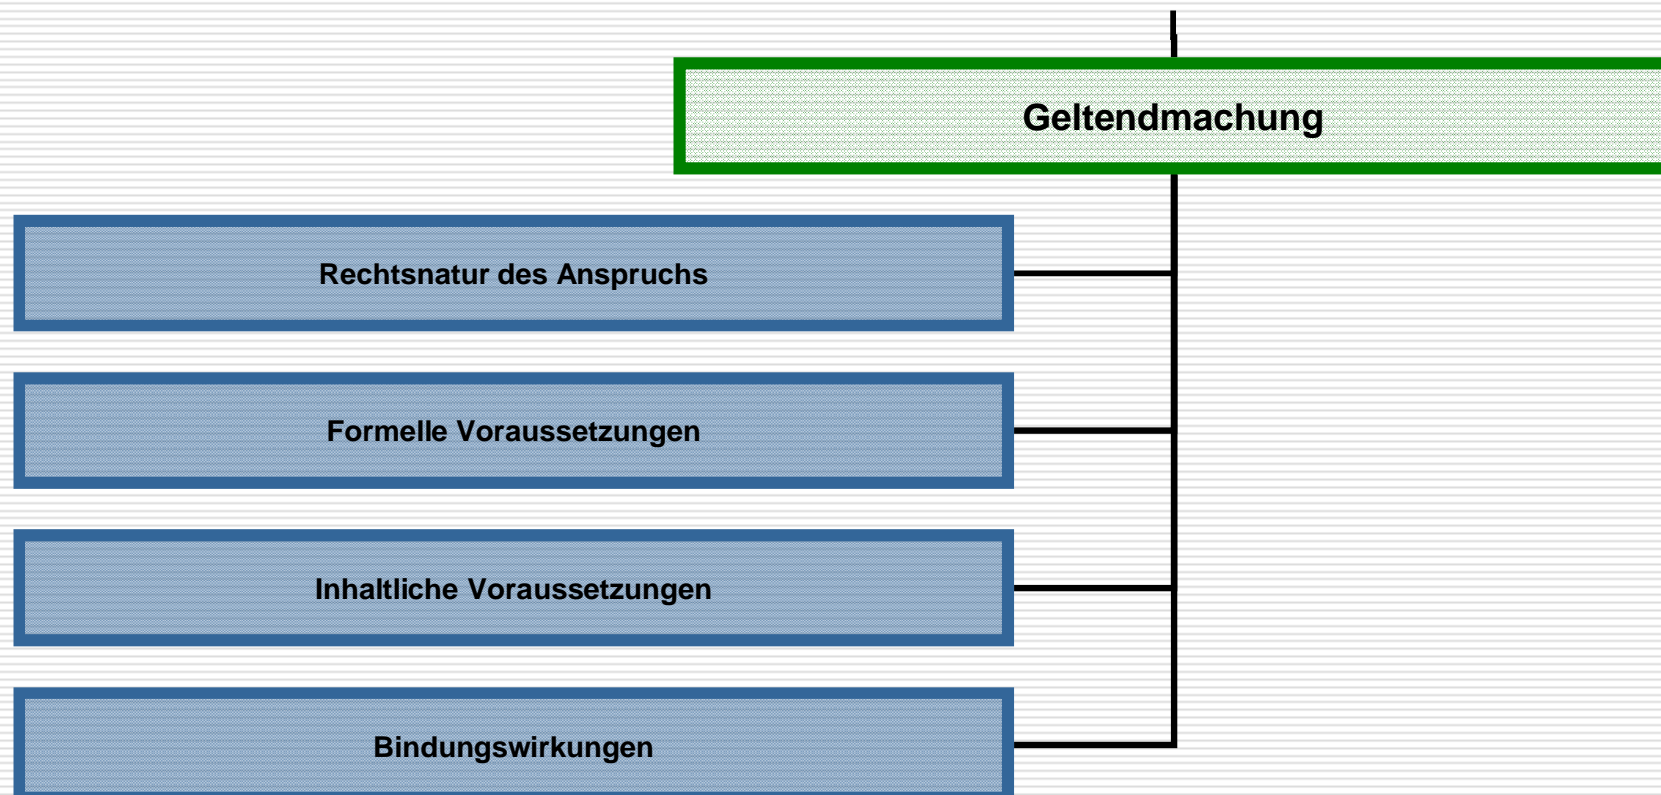 Geltendmachung
Rechtsnatur des Anspruchs
Formelle Voraussetzungen
Inhaltliche Voraussetzungen
Bindungswirkungen